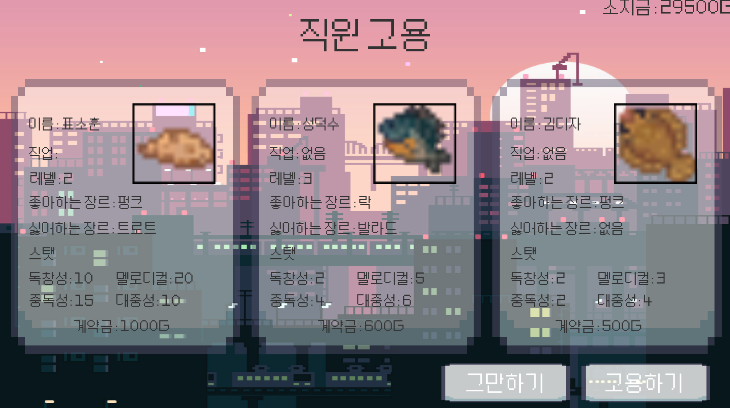 소지금:29500G
직원 고용
이름:표소훈
직업:
레벨:2
좋아하는 장르:펑크
싫어하는 장르:트로트
스탯
독창성:10 멜로디컬:20
중독성:15 대중성:10
계약금:1000G
이름:성덕수
직업:없음
레벨:3
좋아하는 장르:락
싫어하는 장르:발라드
스탯
독창성:2 멜로디컬:5
중독성:4 대중성:6
계약금:600G
이름:김타자
직업:없음
레벨:2
좋아하는 장르:펑크
싫어하는 장르:없음
스탯
독창성:2 멜로디컬:3
중독성:2 대중성:4
계약금:500G
그만하기
고용하기